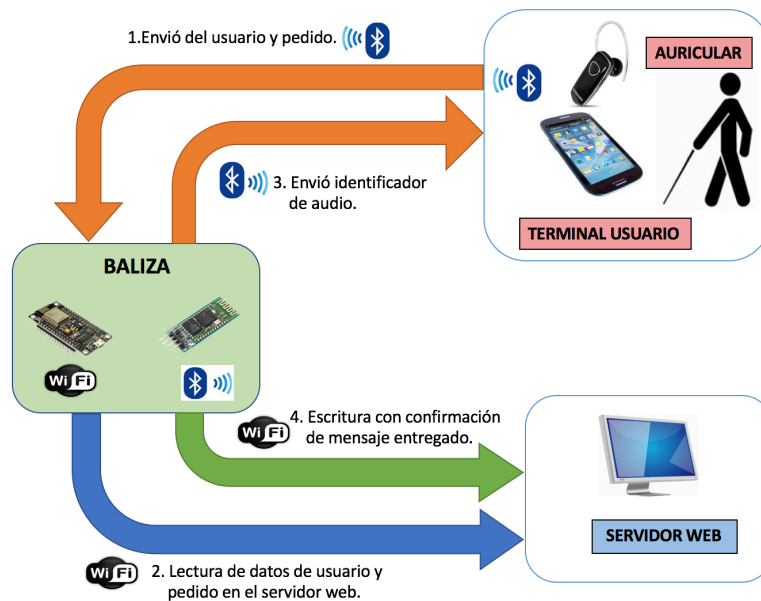 1.Envió del usuario y pedido.
AURICULAR
3. Envió identificador
de audio.
TERMINAL USUARIO
BALIZA
Wi Fi
4. Escritura con confirmación
de mensaje entregado.
Wi Fi
SERVIDOR WEB
Wi Fi
2. Lectura de datos de usuario y
pedido en el servidor web.